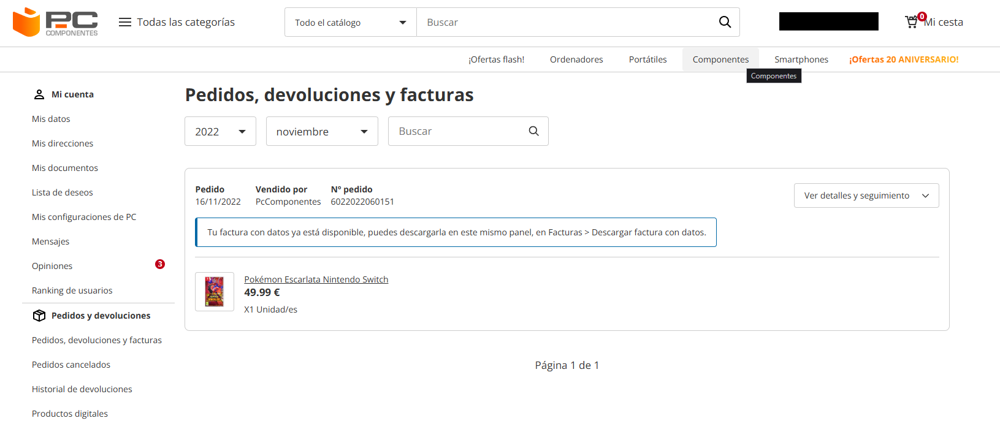 PC
COMPONENTES
Todas las categorías
Todo el catálogo
Buscar
0
Mi cesta
¡Ofertas flash!
Ordenadores
Portátiles
Componentes
Smartphones
¡Ofertas 20 ANIVERSARIO!
Componentes
Mi cuenta
Mis datos
Mis direcciones
Mis documentos
Lista de deseos
Mis configuraciones de PC
Mensajes
Opiniones
3
Ranking de usuarios
Pedidos y devoluciones
Pedidos, devoluciones y facturas
Pedidos cancelados
Historial de devoluciones
Productos digitales
Pedidos, devoluciones y facturas
2022
noviembre
Buscar
Pedido
16/11/2022
Vendido por
PcComponentes
Nº pedido
6022022060151
Ver detalles y seguimiento
Tu factura con datos ya está disponible, puedes descargarla en este mismo panel, en Facturas > Descargar factura con datos.
Pokémon Escarlata Nintendo Switch
49.99 €
X1 Unidad/es
Página 1 de 1